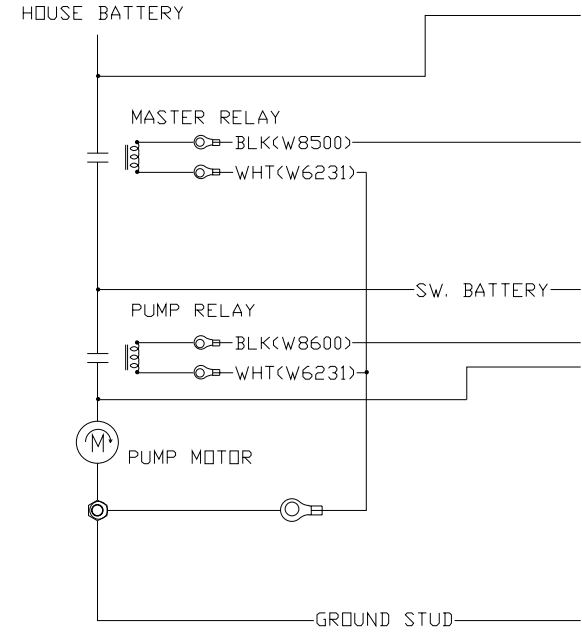 HOUSE BATTERY
MASTER RELAY
BLK(W8500)
WHT(W6231)
SW. BATTERY
PUMP RELAY
BLK(W8600)
WHT(W6231)
M
PUMP MOTOR
GROUND STUD